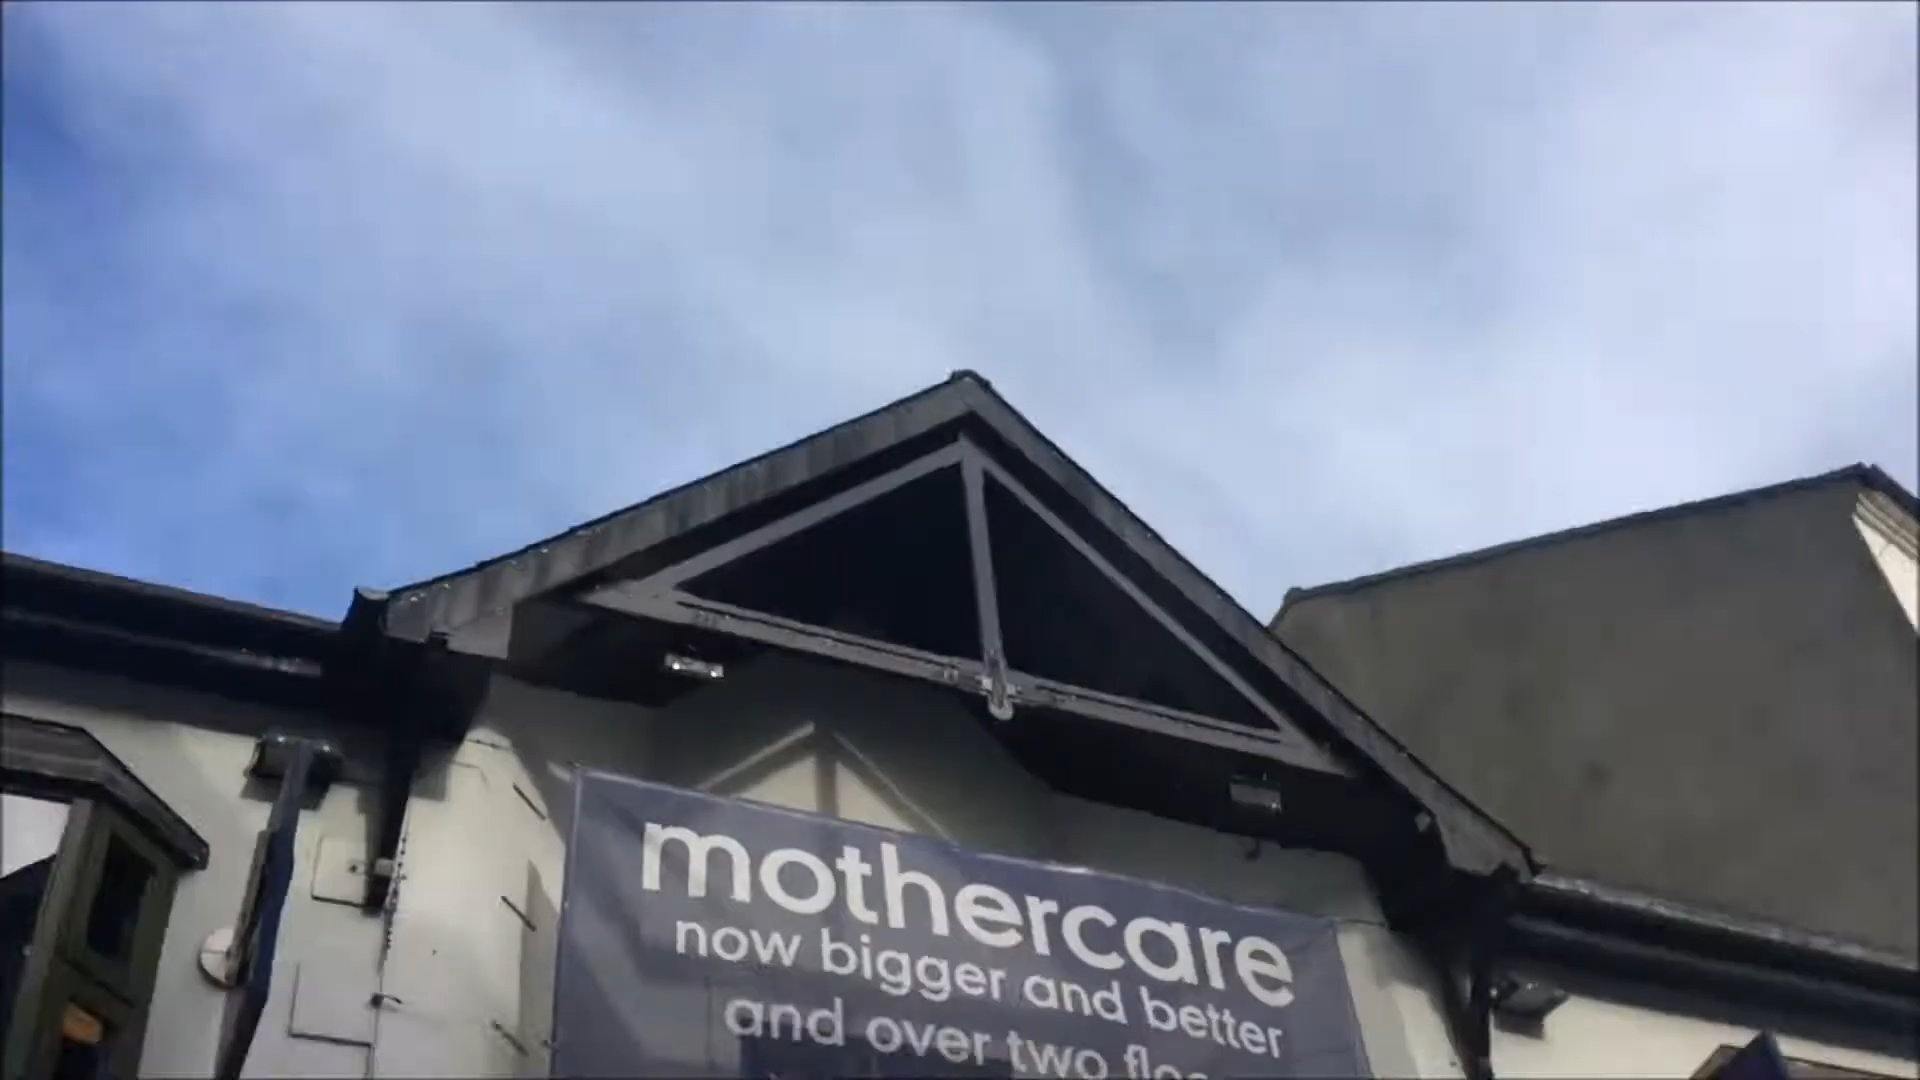 mothercare
now bigger and better
and over two